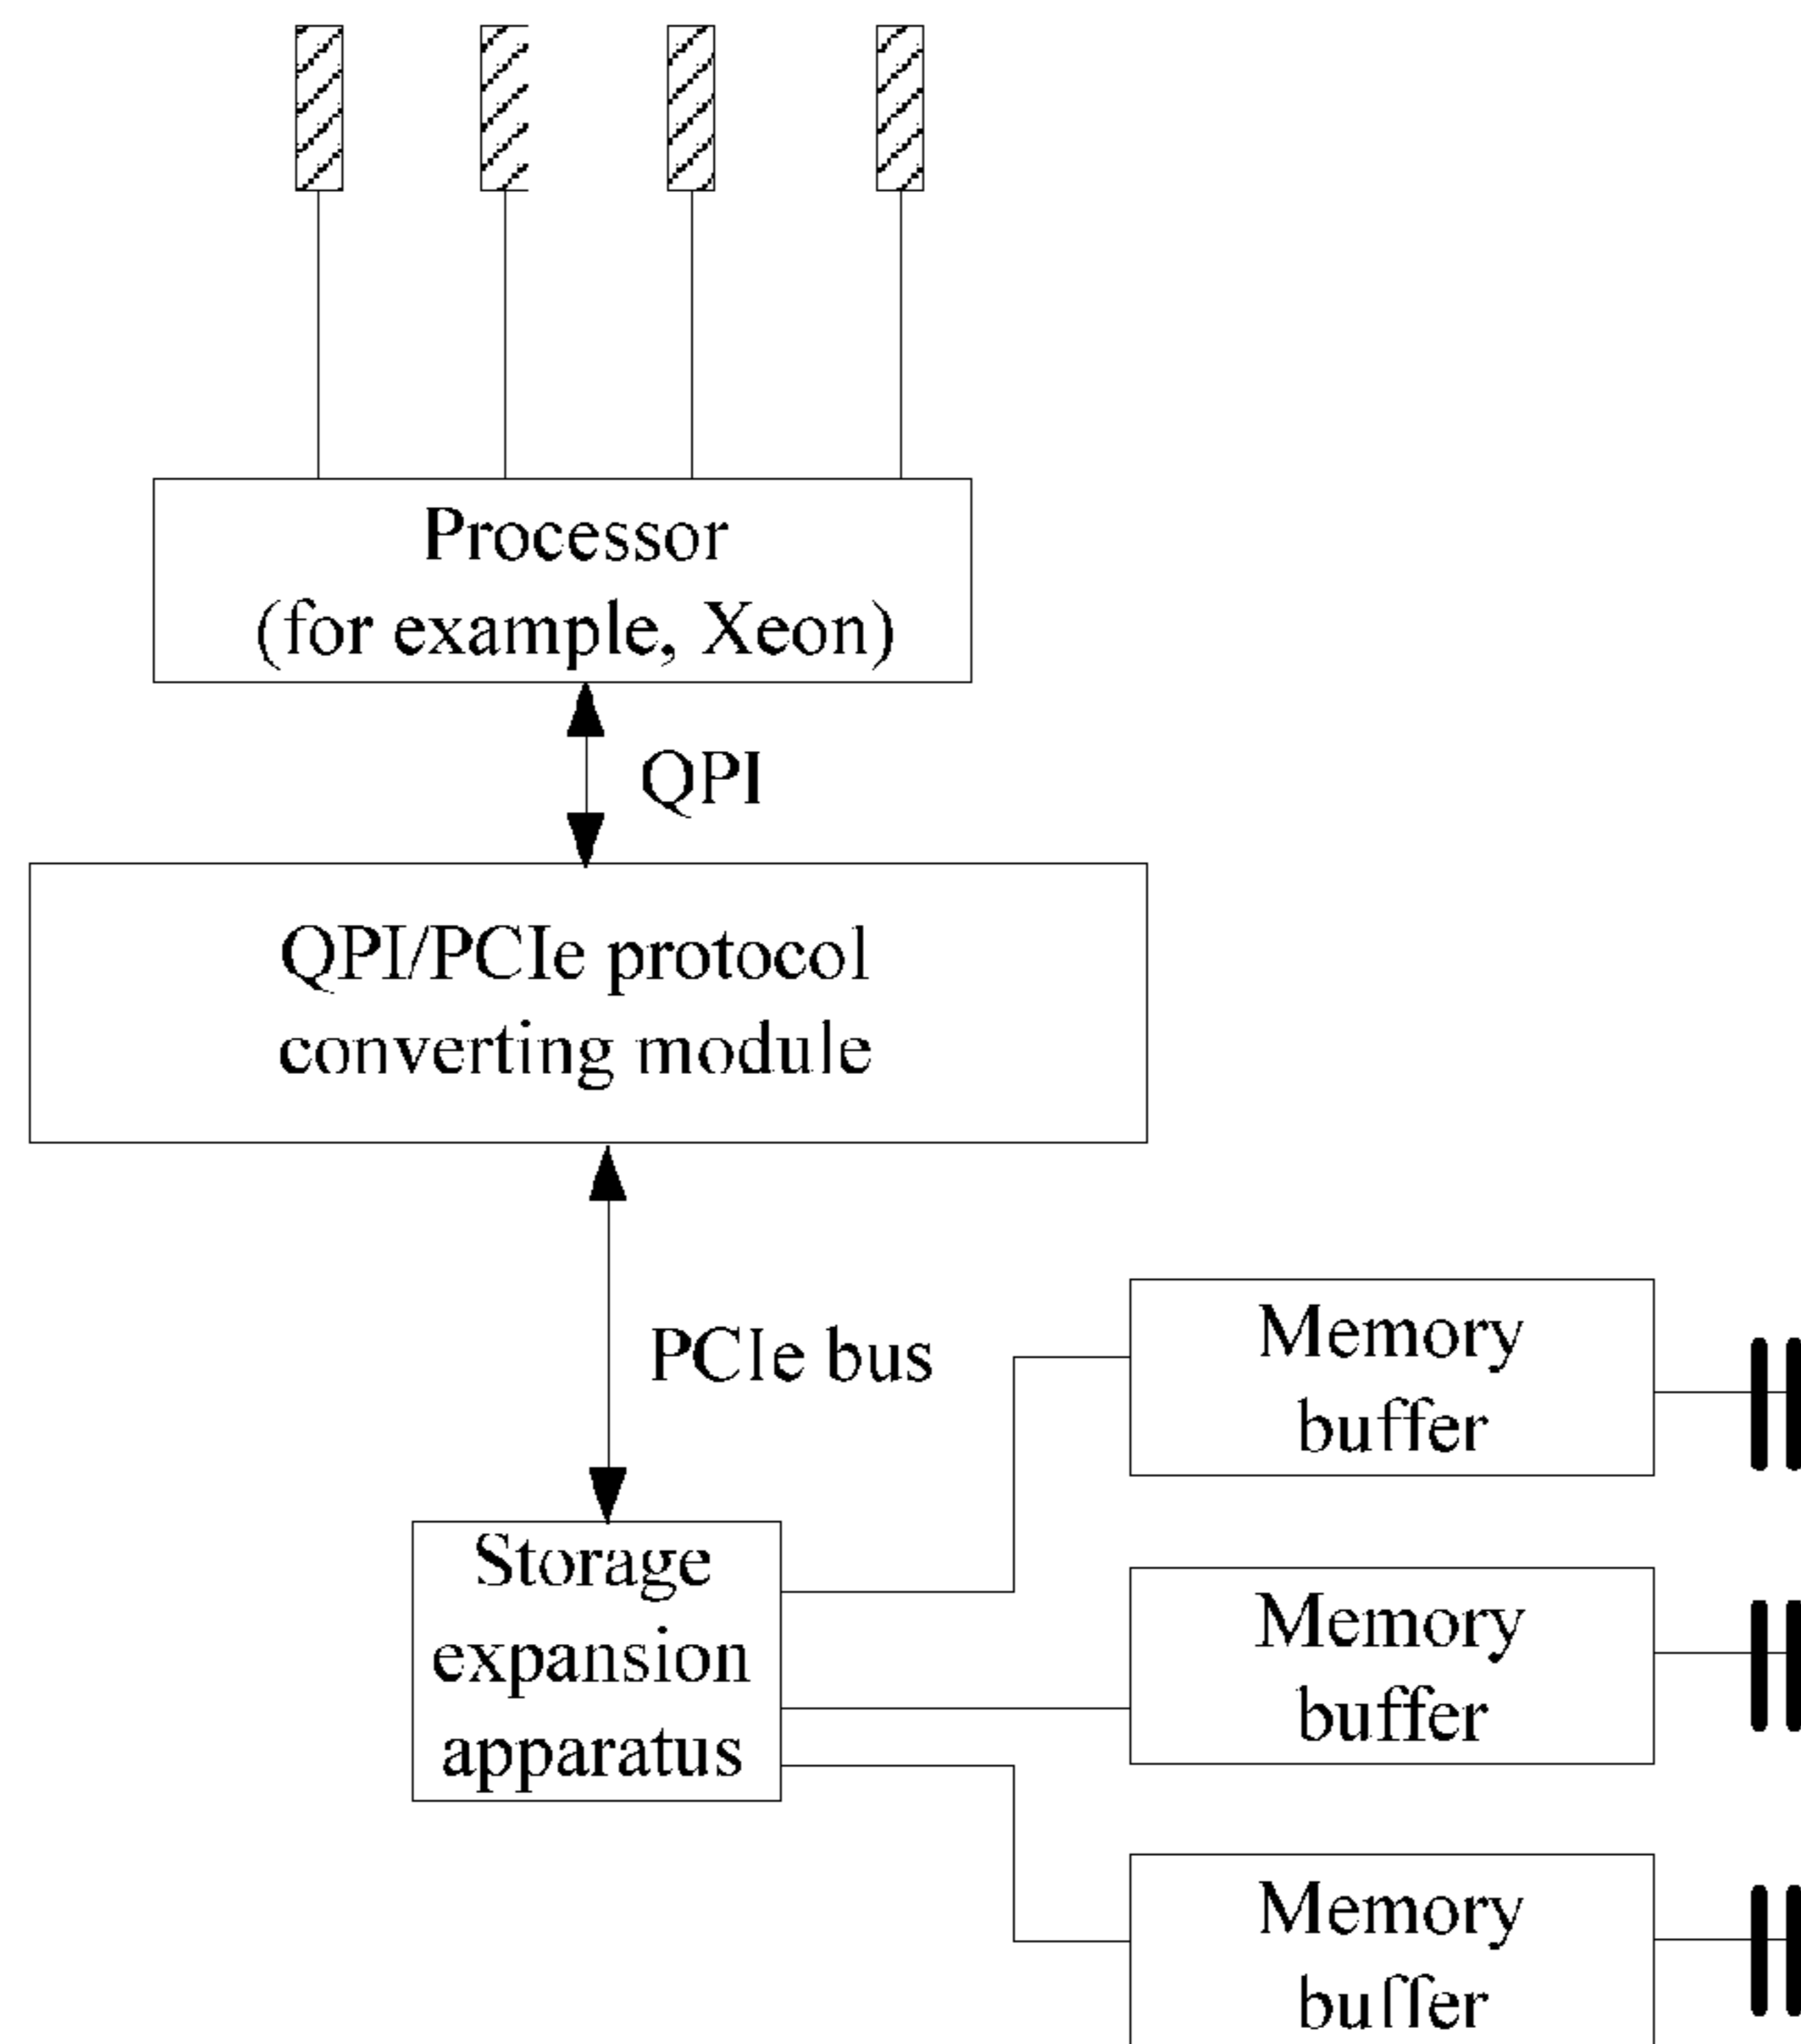 Processor
(for example, Xeon)
QPI
QPI/PCIe protocol
converting module
PCIe bus
Memory
buffer
Storage
expansion
apparatus
Memory
buffer
Memory
buffer